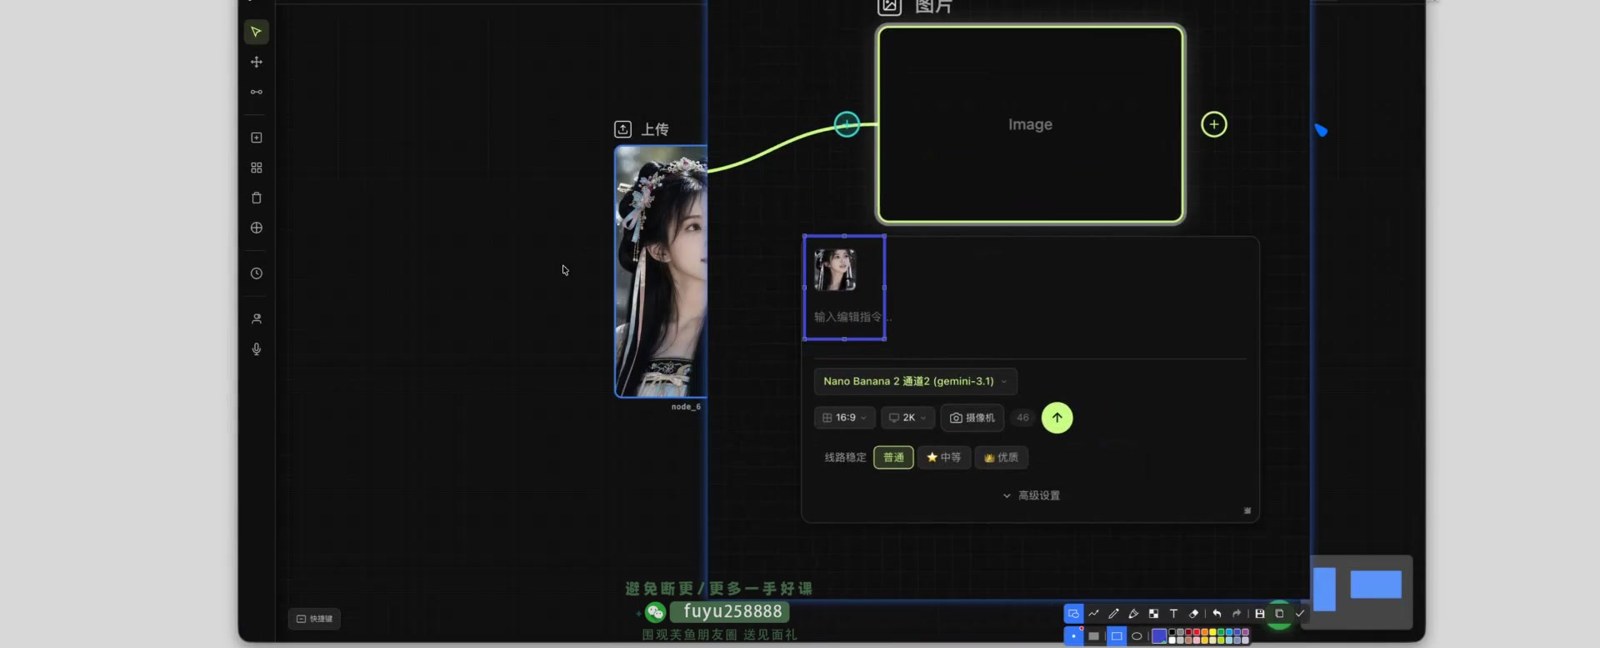 图片
Image
上传
输入编辑指令...
node_6
Nano Banana 2 通道2 (gemini-3.1)
16:9
2K
摄像机
46
线路稳定
普通
中等
优质
高级设置
避免断更/更多一手好课
fuyu258888
围观芙鱼朋友圈 送见面礼
快捷键
T